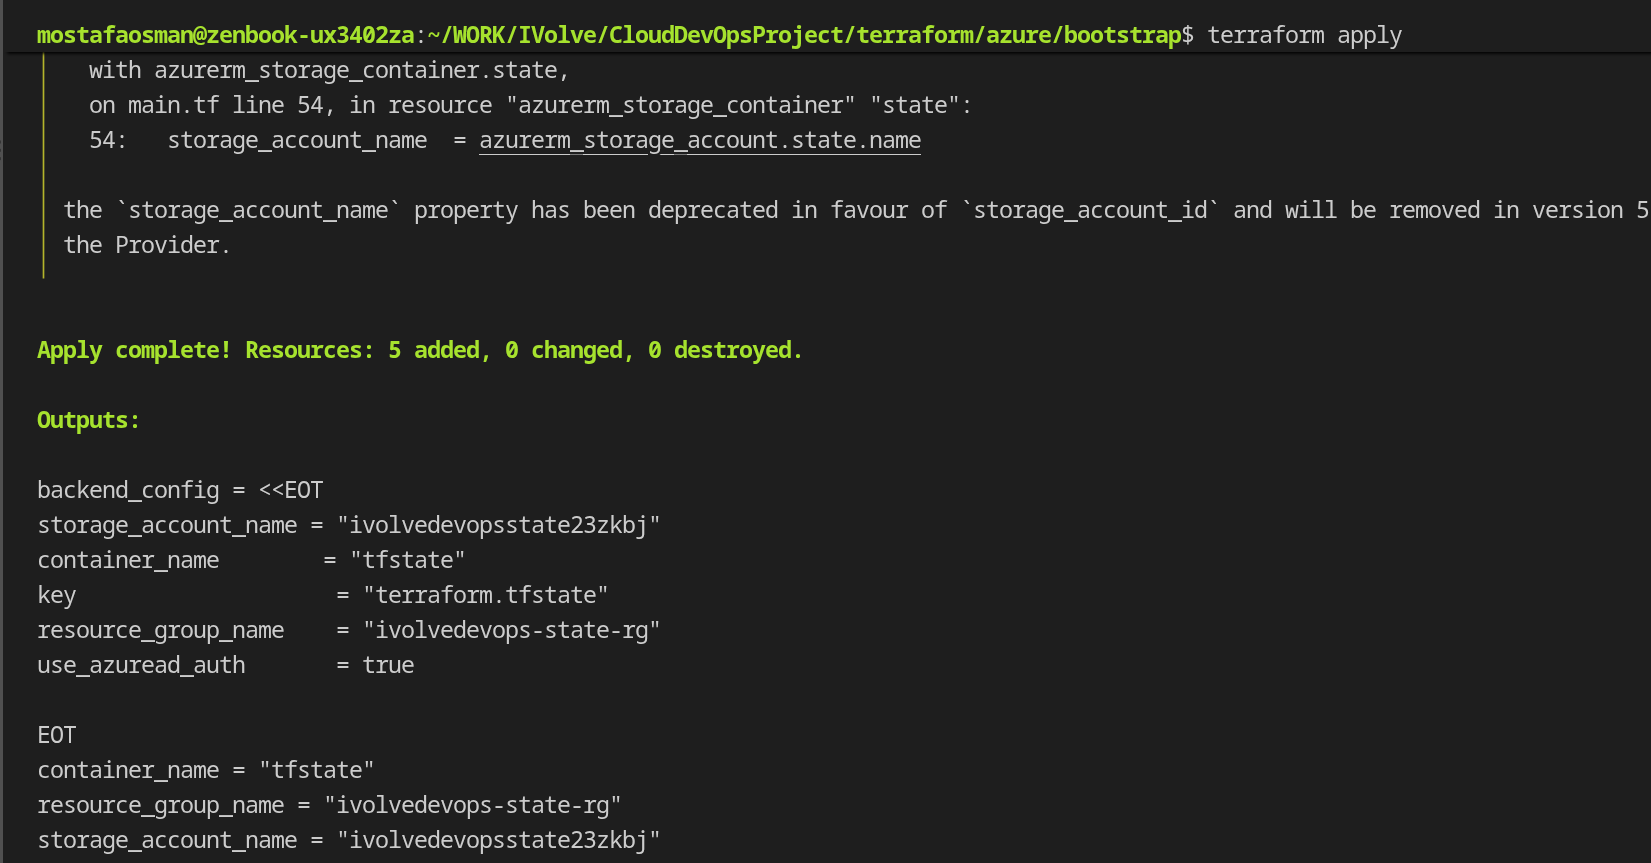 mostafaosman@zenbook-ux3402za:~/WORK/IVolve/CloudDevOpsProject/terraform/azure/bootstrap$ terraform apply
with azurerm_storage_container.state,
on main.tf line 54, in resource "azurerm_storage_container" "state":
54:   storage_account_name  = azurerm_storage_account.state.name
the `storage_account_name` property has been deprecated in favour of `storage_account_id` and will be removed in version 5
the Provider.
Apply complete! Resources: 5 added, 0 changed, 0 destroyed.
Outputs:
backend_config = <<EOT
storage_account_name = "ivolvedevopsstate23zkbj"
container_name        = "tfstate"
key                    = "terraform.tfstate"
resource_group_name    = "ivolvedevops-state-rg"
use_azuread_auth       = true
EOT
container_name = "tfstate"
resource_group_name = "ivolvedevops-state-rg"
storage_account_name = "ivolvedevopsstate23zkbj"